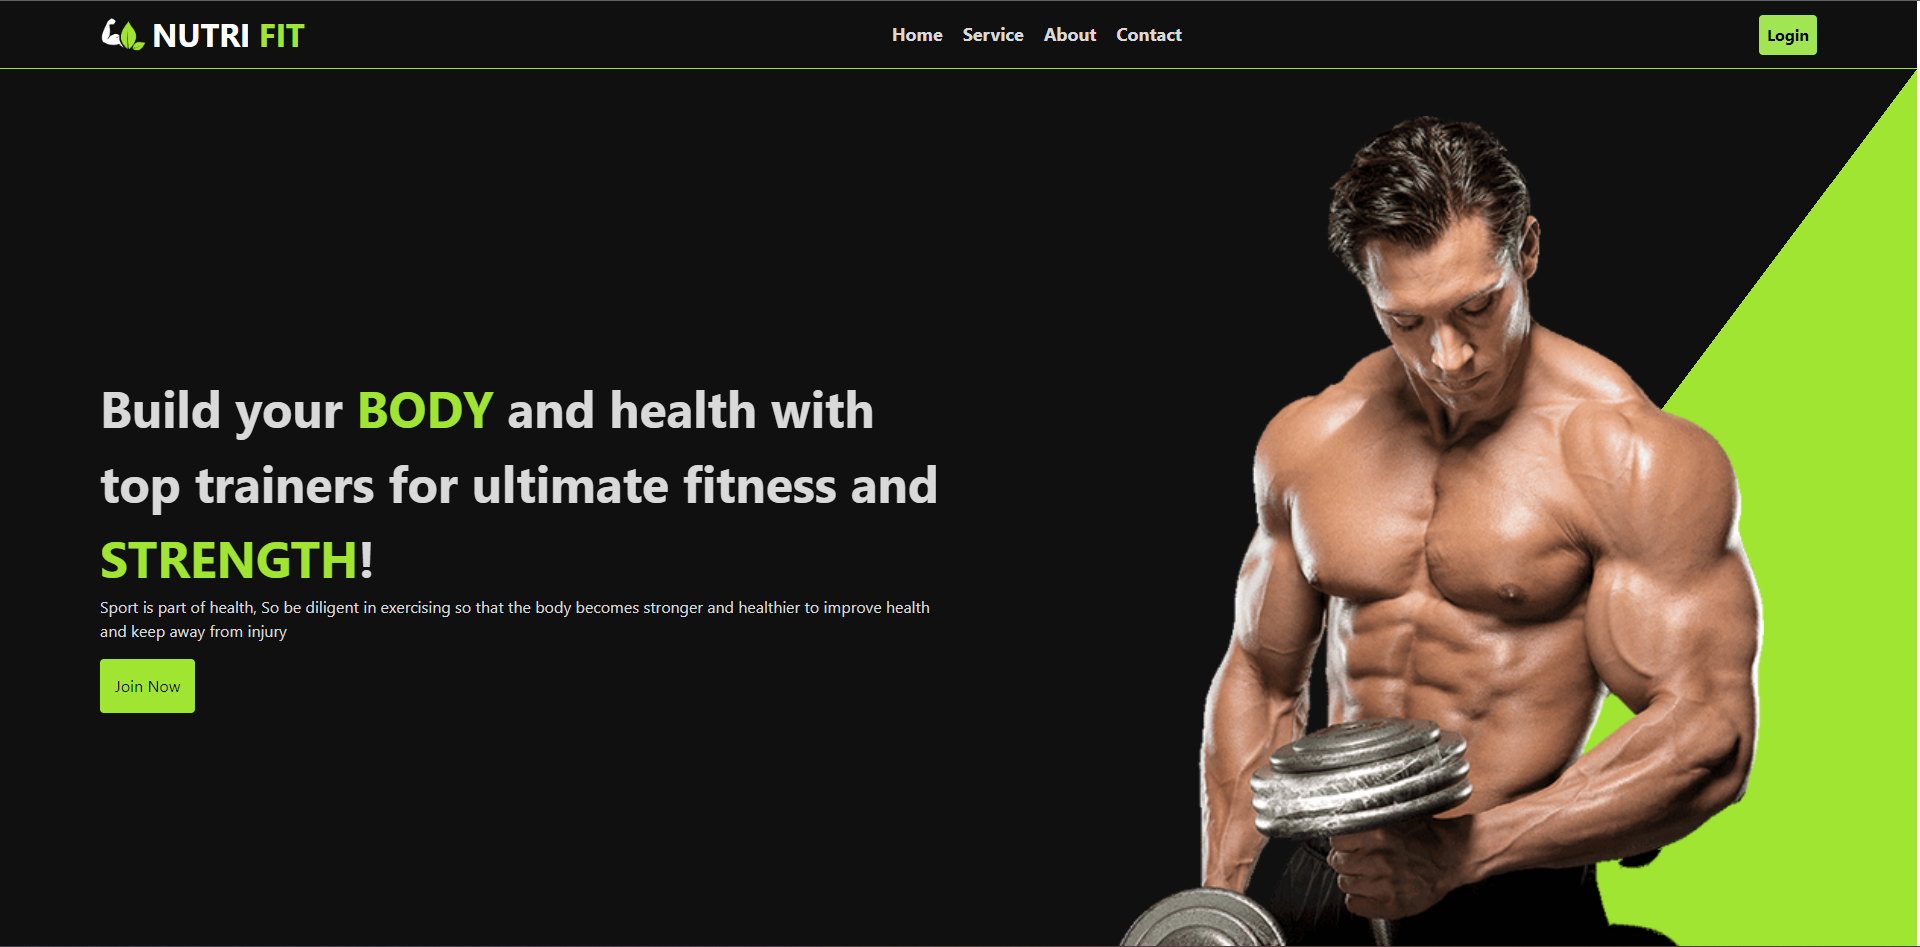 NUTRI FIT
Home Service About Contact
Login
Build your BODY and health with
top trainers for ultimate fitness and
STRENGTH!
Sport is part of health, So be diligent in exercising so that the body becomes stronger and healthier to improve health
and keep away from injury
Join Now